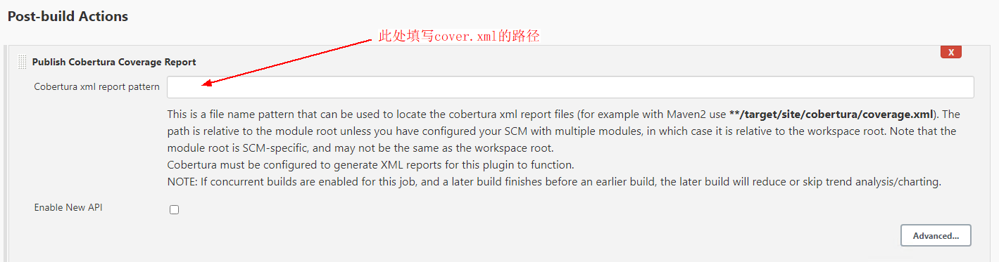 Post-build Actions
此处填写cover.xml的路径
X
Publish Cobertura Coverage Report
Cobertura xml report pattern
This is a file name pattern that can be used to locate the cobertura xml report files (for example with Maven2 use **/target/site/cobertura/coverage.xml). The
path is relative to the module root unless you have configured your SCM with multiple modules, in which case it is relative to the workspace root. Note that the
module root is SCM-specific, and may not be the same as the workspace root.
Cobertura must be configured to generate XML reports for this plugin to function.
NOTE: If concurrent builds are enabled for this job, and a later build finishes before an earlier build, the later build will reduce or skip trend analysis/charting.
Enable New API
Advanced...